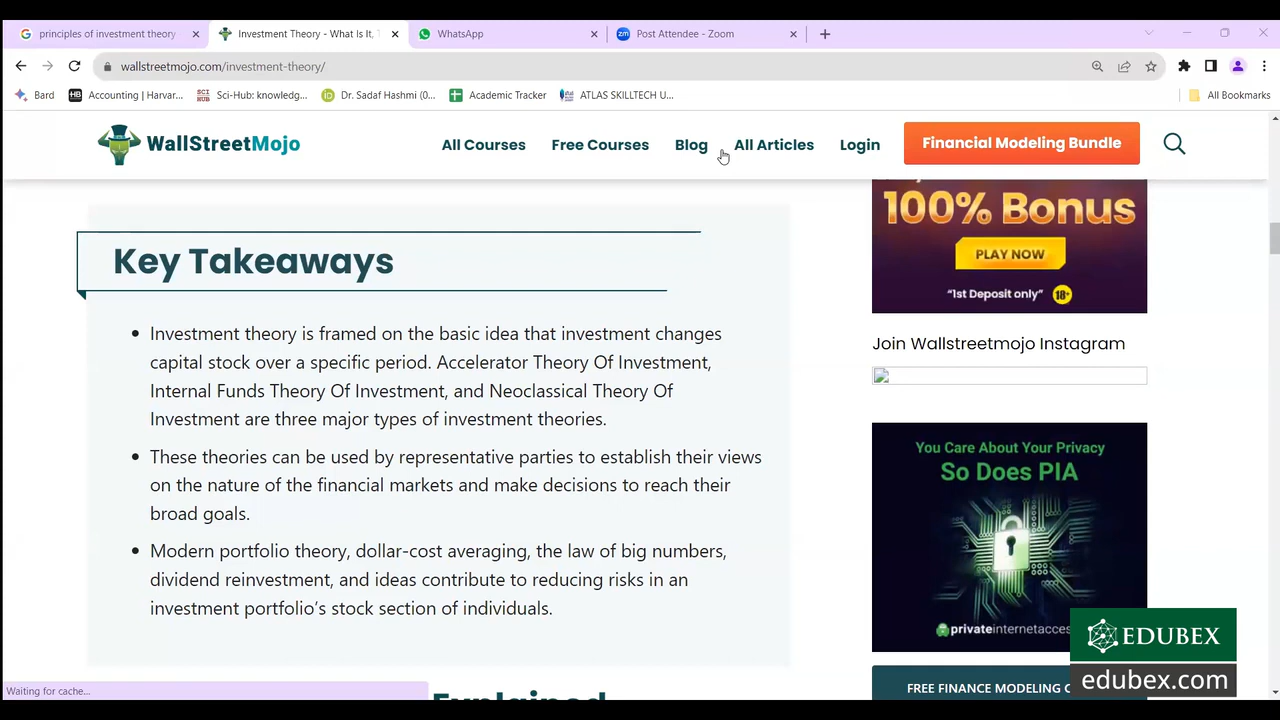 principles of investment theory
Investment Theory - What Is It, T
WhatsApp
Post Attendee - Zoom
wallstreetmojo.com/investment-theory/
Bard
Accounting | Harvar...
SCI HUB
Sci-Hub: knowledg...
Dr. Sadaf Hashmi (0...
Academic Tracker
ATLAS SKILLTECH U...
All Bookmarks
WallStreetMojo
All Courses
Free Courses
Blog
All Articles
Login
Financial Modeling Bundle
Key Takeaways
Investment theory is framed on the basic idea that investment changes
capital stock over a specific period. Accelerator Theory Of Investment,
Internal Funds Theory Of Investment, and Neoclassical Theory Of
Investment are three major types of investment theories.
These theories can be used by representative parties to establish their views
on the nature of the financial markets and make decisions to reach their
broad goals.
Modern portfolio theory, dollar-cost averaging, the law of big numbers,
dividend reinvestment, and ideas contribute to reducing risks in an
investment portfolio's stock section of individuals.
100% Bonus
PLAY NOW
"1st Deposit only" 18+
Join Wallstreetmojo Instagram
You Care About Your Privacy
So Does PIA
privateinternetacces
EDUBEX
edubex.com
FREE FINANCE MODELING C
Waiting for cache...
Explained